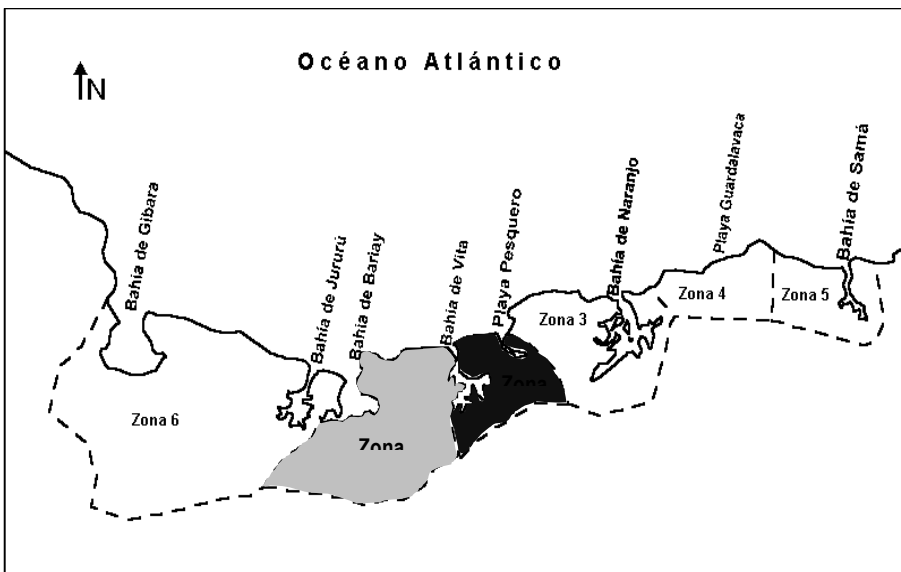 Océano Atlántico
N
Bahía de Gibara
Bahía de Jururú
Bahía de Bariay
Bahía de Vita
Playa Pesquero
Bahía de Naranjo
Playa Guardalavaca
Bahía de Samá
Zona 3
Zona 4
Zona 5
Zona 6
Zona
Zona